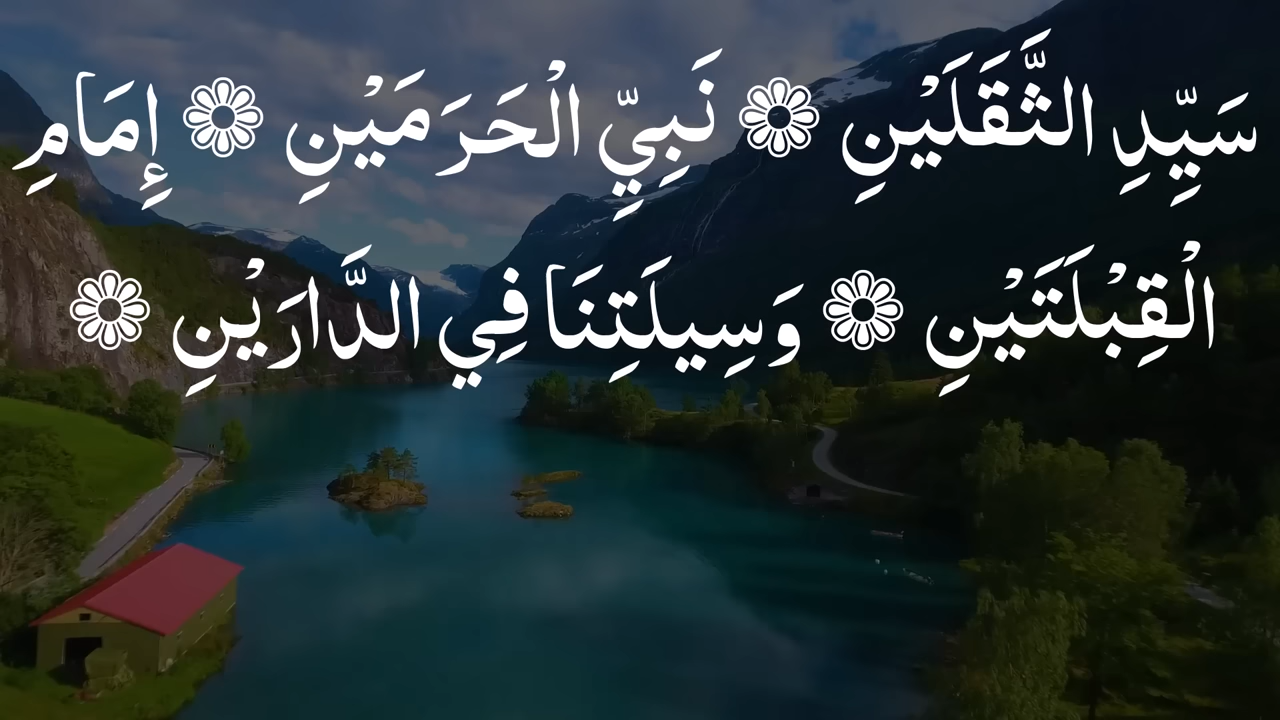 سَيِّدِ الثَّقَلَيْنِ ❁ نَبِيِّ الْحَرَمَيْنِ ❁ إِمَامِ
الْقِبْلَتَيْنِ ❁ وَسِيلَتِنَا فِي الدَّارَيْنِ ❁